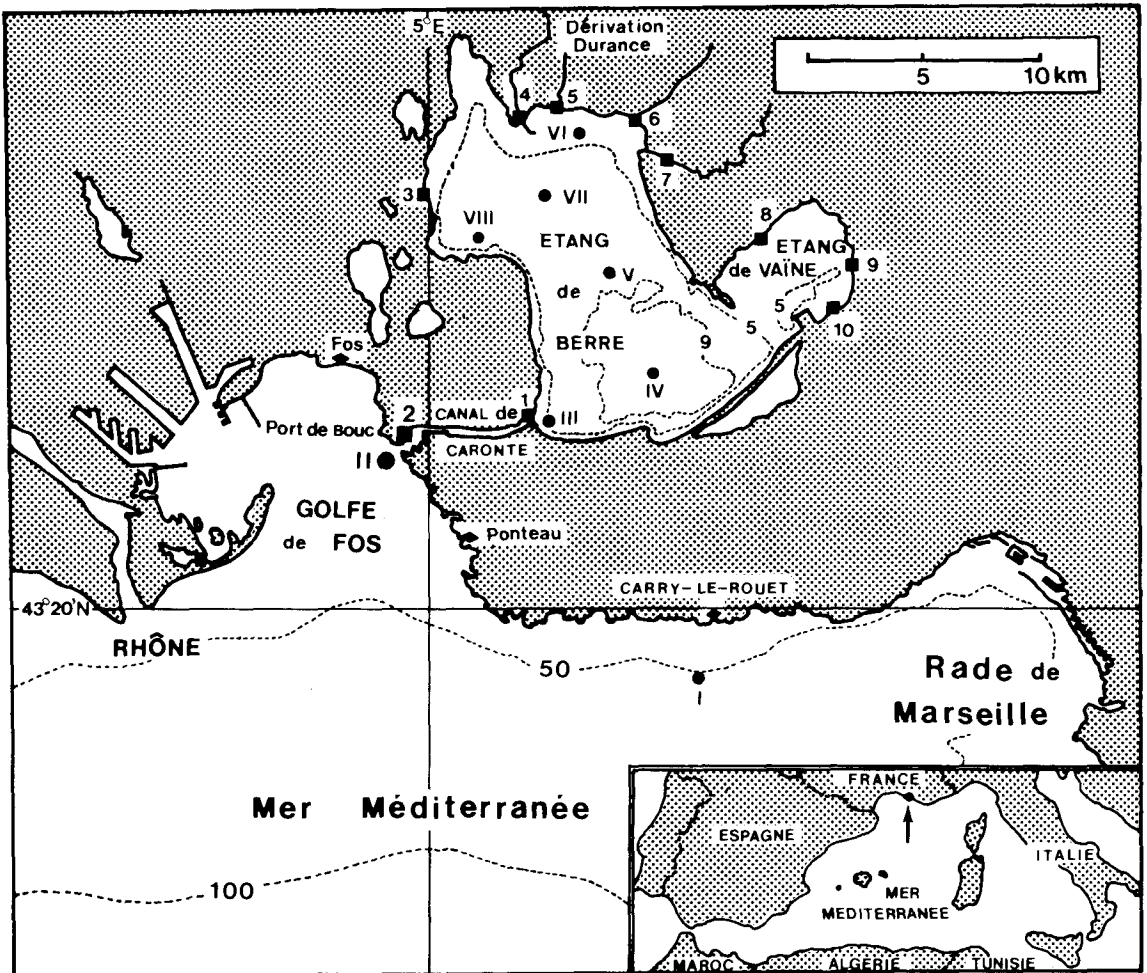 5°E
Dérivation
Durance
5
10 km
4
5
6
VI
7
3
VII
VIII
8
ETANG
de VAÏNE
9
ETANG
de
BERRE
V
5
5
10
9
IV
Fos
1
CANAL de
III
2
Port de Bouc
CARONTE
II
GOLFE
de FOS
Ponteau
43°20'N
CARRY-LE-ROUET
RHÔNE
50
I
Rade de
Marseille
Mer Méditerranée
100
FRANCE
ESPAGNE
ITALIE
MER
MEDITERRANEE
MAROC
ALGÉRIE
TUNISIE